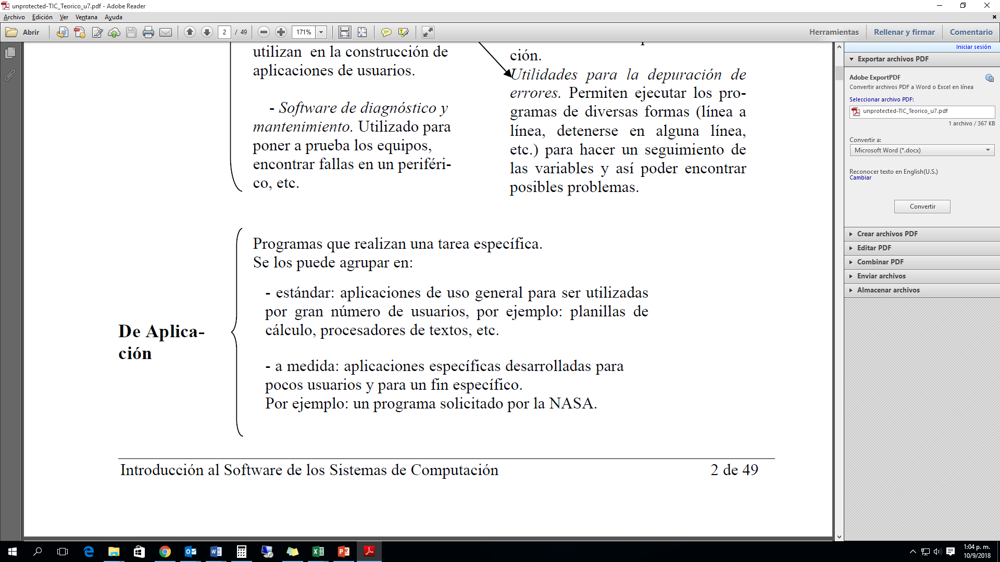 unprotected-TIC_Teorico_u7.pdf - Adobe Reader
Archivo Edición Ver Ventana Ayuda
Abrir 2 / 49 171% Herramientas Rellenar y firmar Comentario
utilizan en la construcción de
aplicaciones de usuarios.
- Software de diagnóstico y
mantenimiento. Utilizado para
poner a prueba los equipos,
encontrar fallas en un periféri-
co, etc.
ción.
Utilidades para la depuración de
errores. Permiten ejecutar los pro-
gramas de diversas formas (línea a
línea, detenerse en alguna línea,
etc.) para hacer un seguimiento de
las variables y así poder encontrar
posibles problemas.
De Aplica-
ción
Programas que realizan una tarea específica.
Se los puede agrupar en:
- estándar: aplicaciones de uso general para ser utilizadas
por gran número de usuarios, por ejemplo: planillas de
cálculo, procesadores de textos, etc.
- a medida: aplicaciones específicas desarrolladas para
pocos usuarios y para un fin específico.
Por ejemplo: un programa solicitado por la NASA.
Introducción al Software de los Sistemas de Computación 2 de 49
Iniciar sesión
Exportar archivos PDF
Adobe ExportPDF
Convertir archivos PDF a Word o Excel en línea
Seleccionar archivo PDF:
unprotected-TIC_Teorico_u7.pdf
1 archivo / 367 KB
Convertir a:
Microsoft Word (*.docx)
Reconocer texto en English(U.S.)
Cambiar
Convertir
Crear archivos PDF
Editar PDF
Combinar PDF
Enviar archivos
Almacenar archivos
1:04 p. m.
10/9/2018